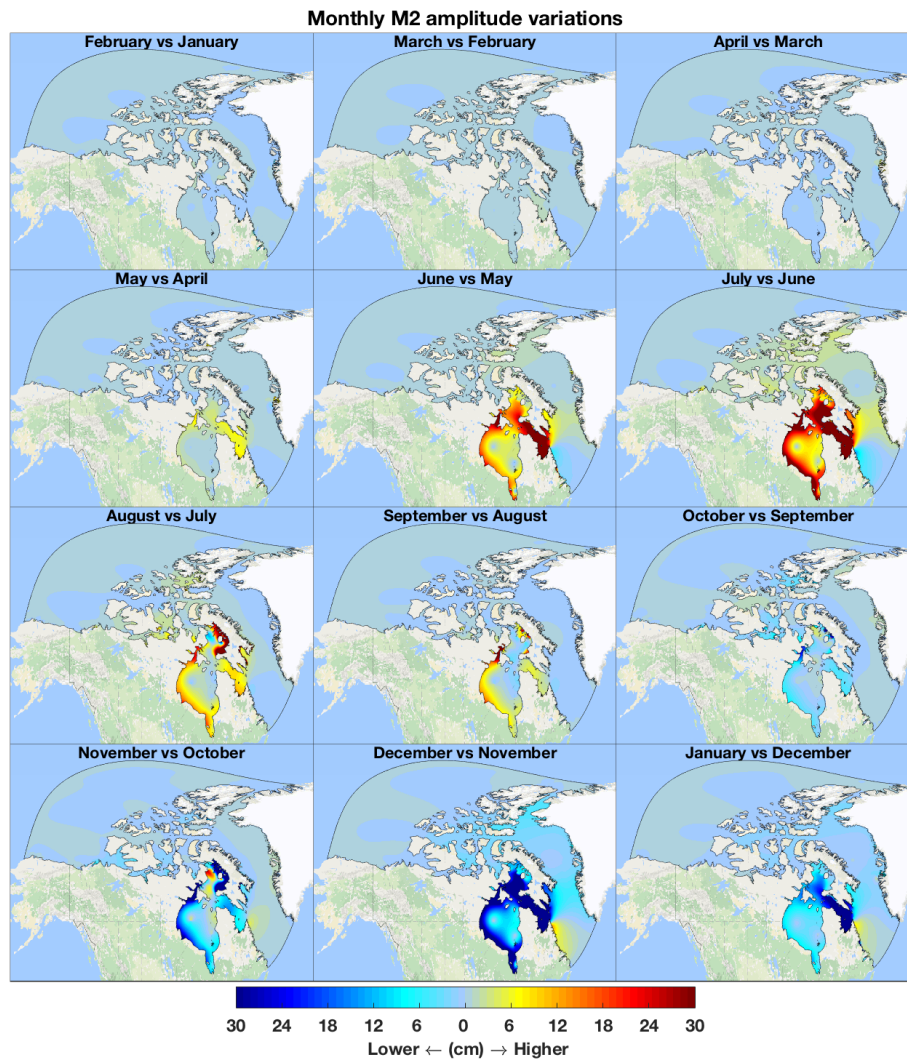 Monthly M2 amplitude variations
February vs January
March vs February
April vs March
May vs April
June vs May
July vs June
August vs July
September vs August
October vs September
November vs October
December vs November
January vs December
30 24 18 12 6 0 6 12 18 24 30
Lower ← (cm) → Higher